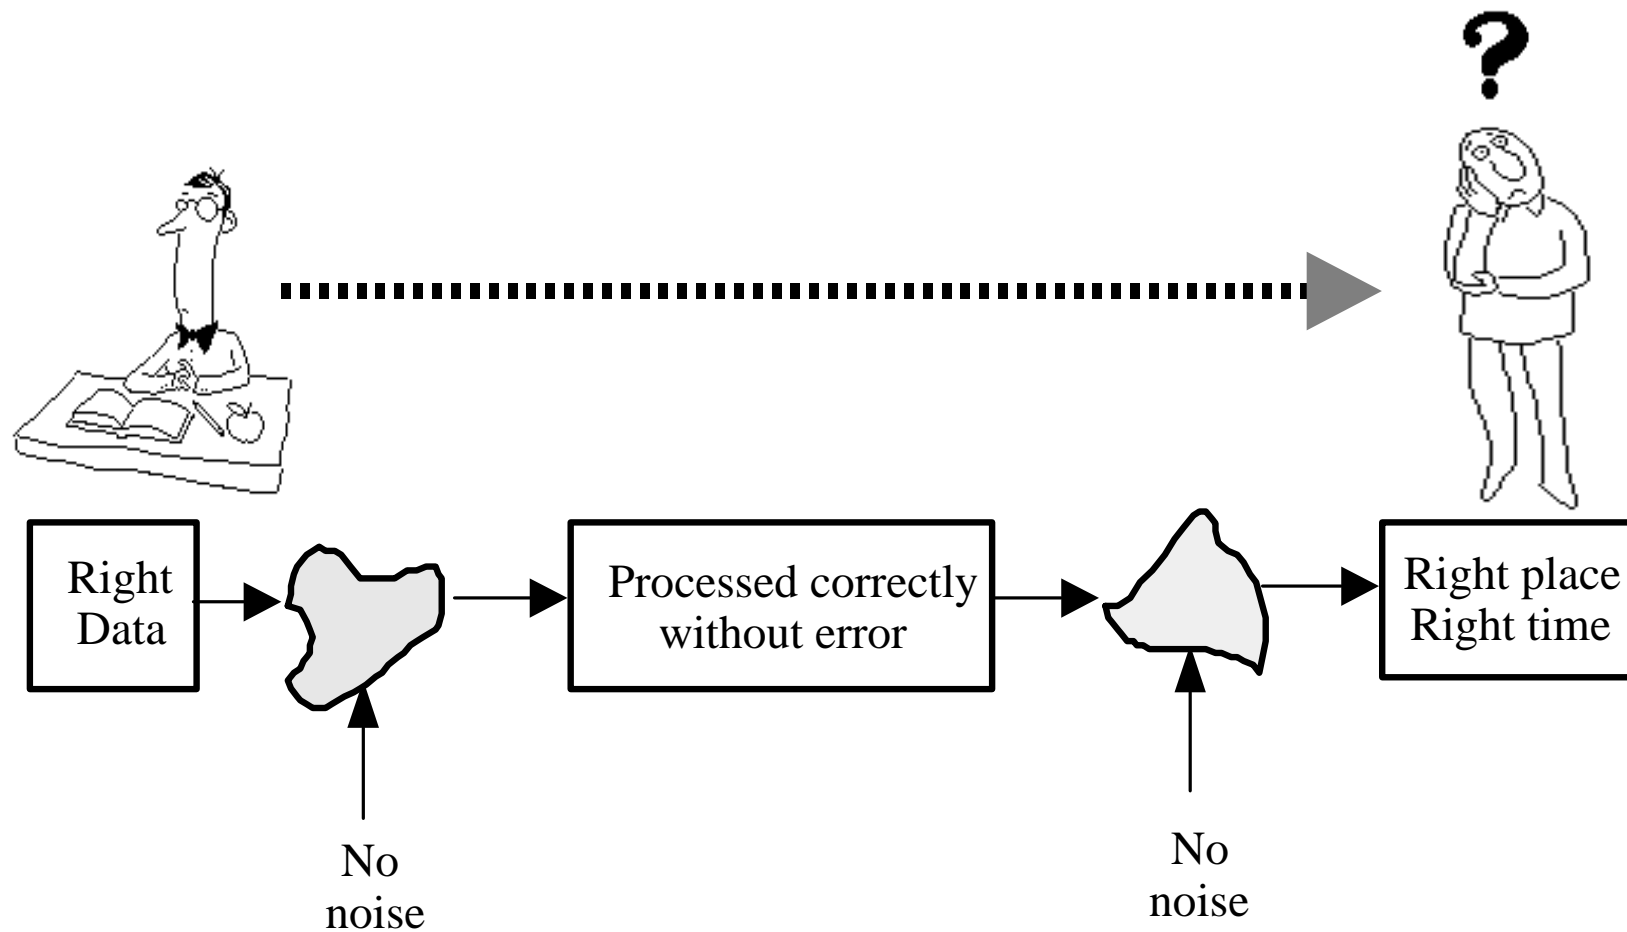 ?
Right
Data
Processed correctly
without error
Right place
Right time
No
noise
No
noise